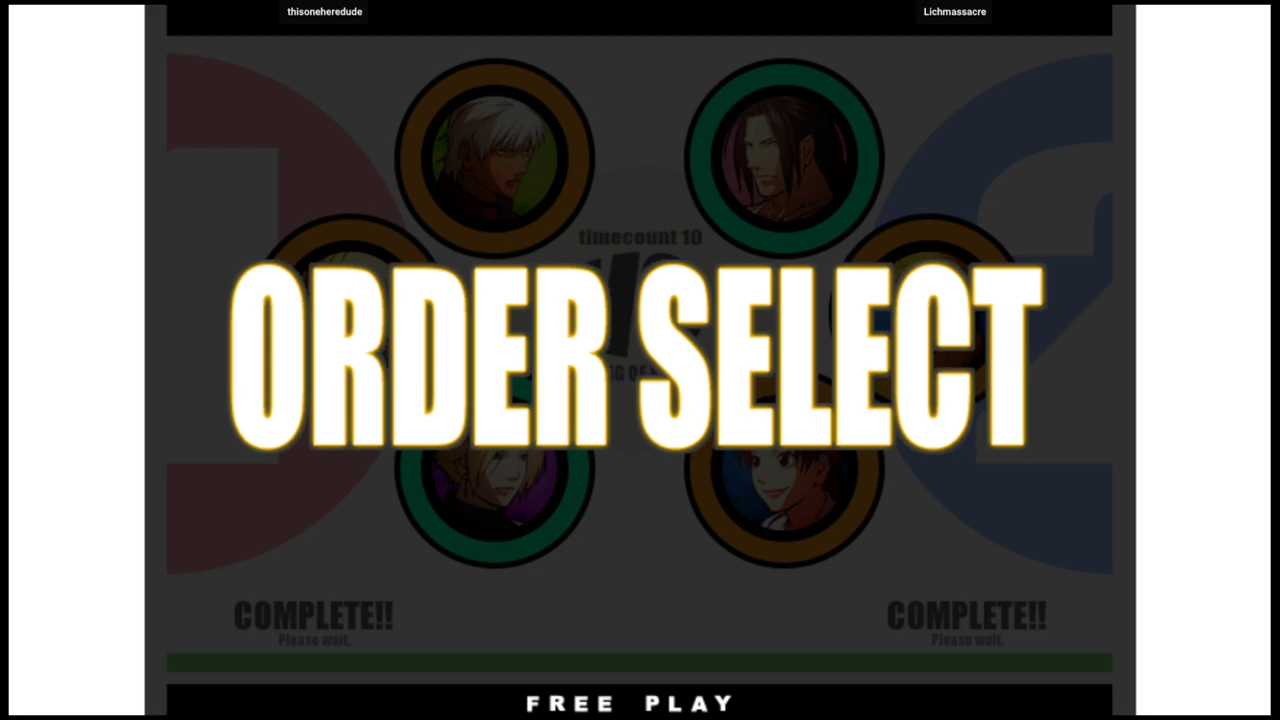 thisoneheredude
Lichmassacre
timecount 10
ORDER SELECT
COMPLETE!!
Please wait.
COMPLETE!!
Please wait.
FREE PLAY